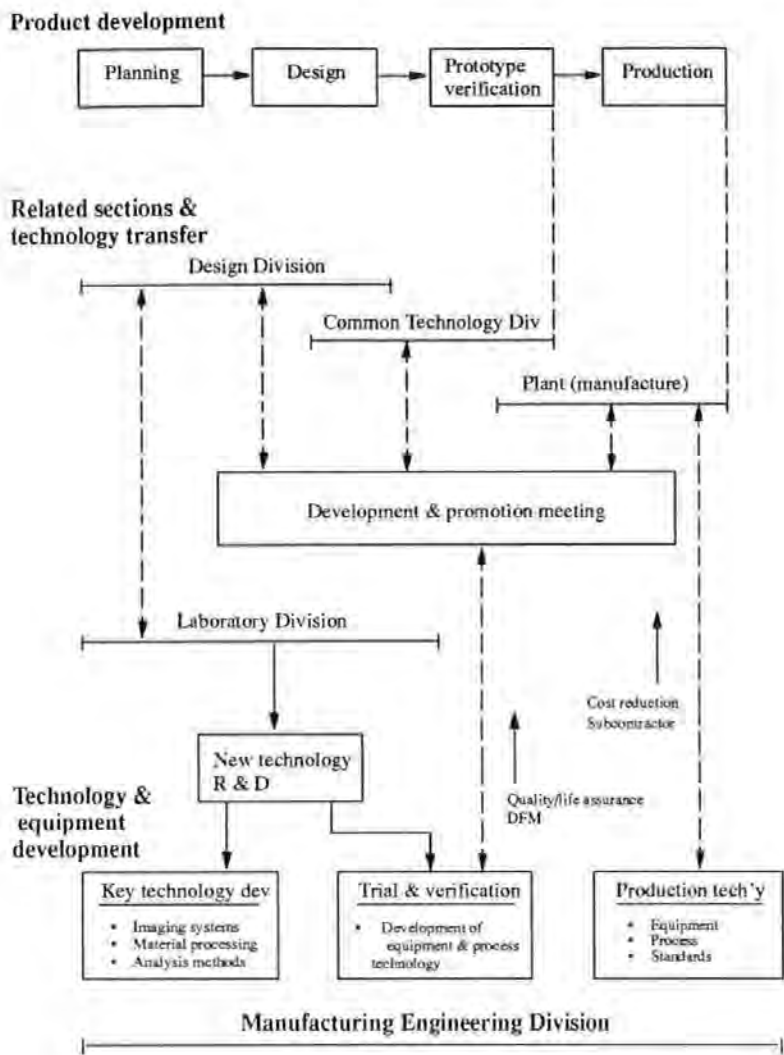 Product development
Planning
Design
Prototype
verification
Production
Related sections &
technology transfer
Design Division
Common Technology Div
Plant (manufacture)
Development & promotion meeting
Laboratory Division
Cost reduction
Subcontractor
New technology
R & D
Quality/life assurance
DFM
Technology &
equipment
development
Key technology dev
• Imaging systems
• Material processing
• Analysis methods
Trial & verification
• Development of
equipment & process
technology
Production tech'y
• Equipment
• Process
• Standards
Manufacturing Engineering Division